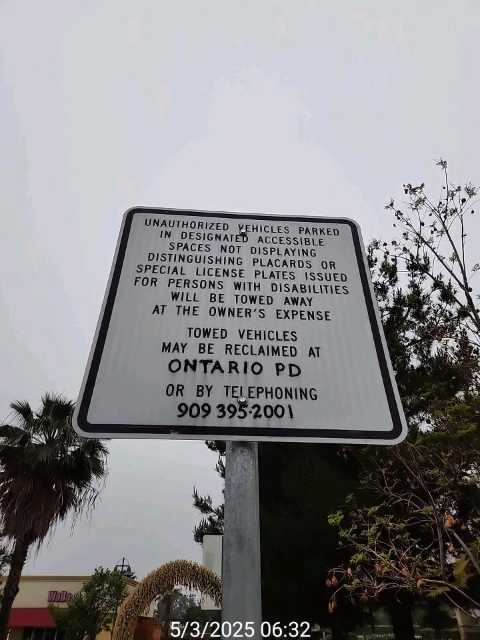 UNAUTHORIZED VEHICLES PARKED
IN DESIGNATED ACCESSIBLE
SPACES NOT DISPLAYING
DISTINGUISHING PLACARDS OR
SPECIAL LICENSE PLATES ISSUED
FOR PERSONS WITH DISABILITIES
WILL BE TOWED AWAY
AT THE OWNER'S EXPENSE
TOWED VEHICLES
MAY BE RECLAIMED AT
ONTARIO PD
OR BY TELEPHONING
909 395-2001
5/3/2025 06:32